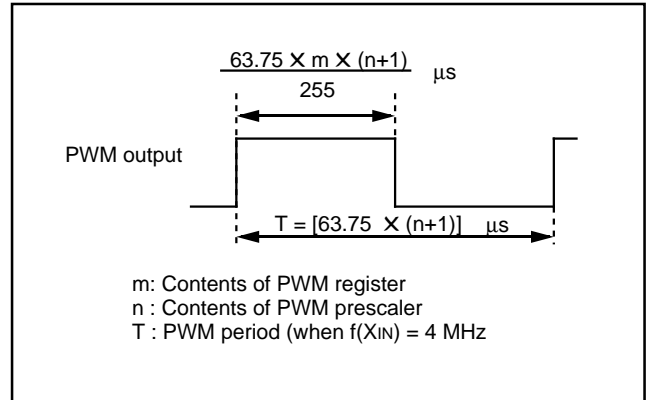 63.75 X m X (n+1)
255
μs
PWM output
T = [63.75 X (n+1)] μs
m: Contents of PWM register
n : Contents of PWM prescaler
T : PWM period (when f(XIN) = 4 MHz